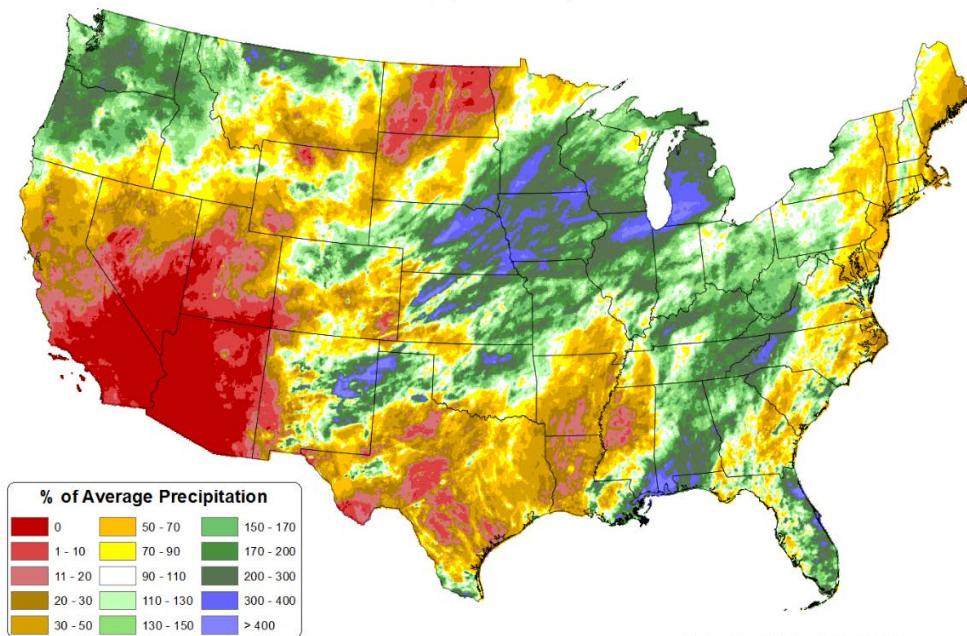 % of Average Precipitation
0 50 - 70 150 - 170
1 - 10 70 - 90 170 - 200
11 - 20 90 - 110 200 - 300
20 - 30 110 - 130 300 - 400
30 - 50 130 - 150 > 400